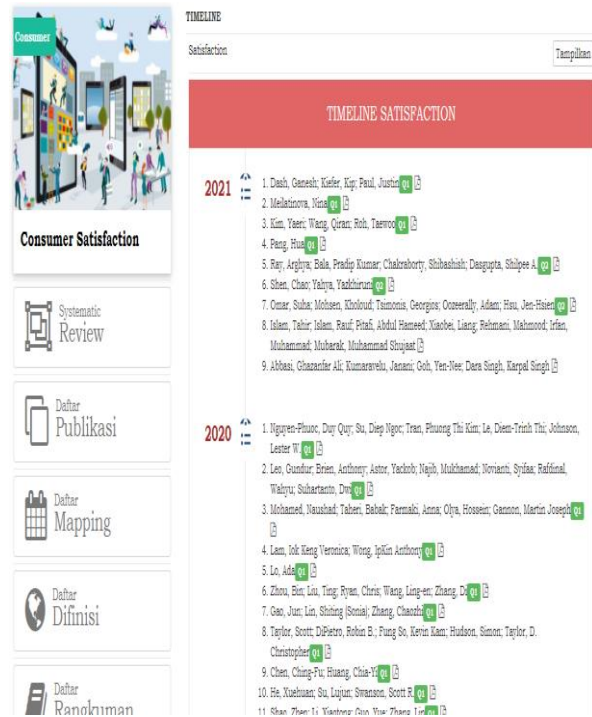 Consumer
Consumer Satisfaction
Systematic
Review
Daftar
Publikasi
Daftar
Mapping
Daftar
Difinisi
Daftar
Rangkuman
TIMELINE
Satisfaction
Tampilkan
TIMELINE SATISFACTION
2021
1. Dash, Ganesh; Kiefer, Kip; Paul, Justin Q1
2. Meilatinova, Nina Q1
3. Kim, Yaeri; Wang, Qiran; Roh, Taewoo Q1
4. Pang, Hua Q1
5. Ray, Arghya; Bala, Pradip Kumar; Chakraborty, Shibashish; Dasgupta, Shilpee A. Q2
6. Shen, Chao; Yahya, Yazkhiruni Q2
7. Omar, Suha; Mohsen, Kholoud; Tsimonis, Georgios; Oozeerally, Adam; Hsu, Jen-Hsien Q2
8. Islam, Tahir; Islam, Rauf; Pitafi, Abdul Hameed; Xiaobei, Liang; Rehmani, Mahmood; Irfan,
Muhammad; Mubarak, Muhammad Shujaat
9. Abbasi, Ghazanfar Ali; Kumaravelu, Janani; Goh, Yen-Nee; Dara Singh, Karpal Singh
2020
1. Nguyen-Phuoc, Duy Quy; Su, Diep Ngoc; Tran, Phuong Thi Kim; Le, Diem-Trinh Thi; Johnson,
Lester W. Q1
2. Leo, Gundur; Brien, Anthony; Astor, Yackob; Najib, Mukhamad; Novianti, Syifaa; Rafdinal,
Wahyu; Suhartanto, Dwi Q1
3. Mohamed, Naushad; Taheri, Babak; Farmaki, Anna; Olya, Hossein; Gannon, Martin Joseph Q1
4. Lam, Iok Keng Veronica; Wong, IpKin Anthony Q1
5. Lo, Ada Q1
6. Zhou, Bin; Liu, Ting; Ryan, Chris; Wang, Ling-en; Zhang, Di Q1
7. Gao, Jun; Lin, Shiting (Sonia); Zhang, Chaozhi Q1
8. Taylor, Scott; DiPietro, Robin B.; Fung So, Kevin Kam; Hudson, Simon; Taylor, D.
Christopher Q1
9. Chen, Ching-Fu; Huang, Chia-Yi Q1
10. He, Xuehuan; Su, Lujun; Swanson, Scott R. Q1
11. Shao, Zhen; Li, Xiaotong; Guo, Yue; Zhang, Lin Q1